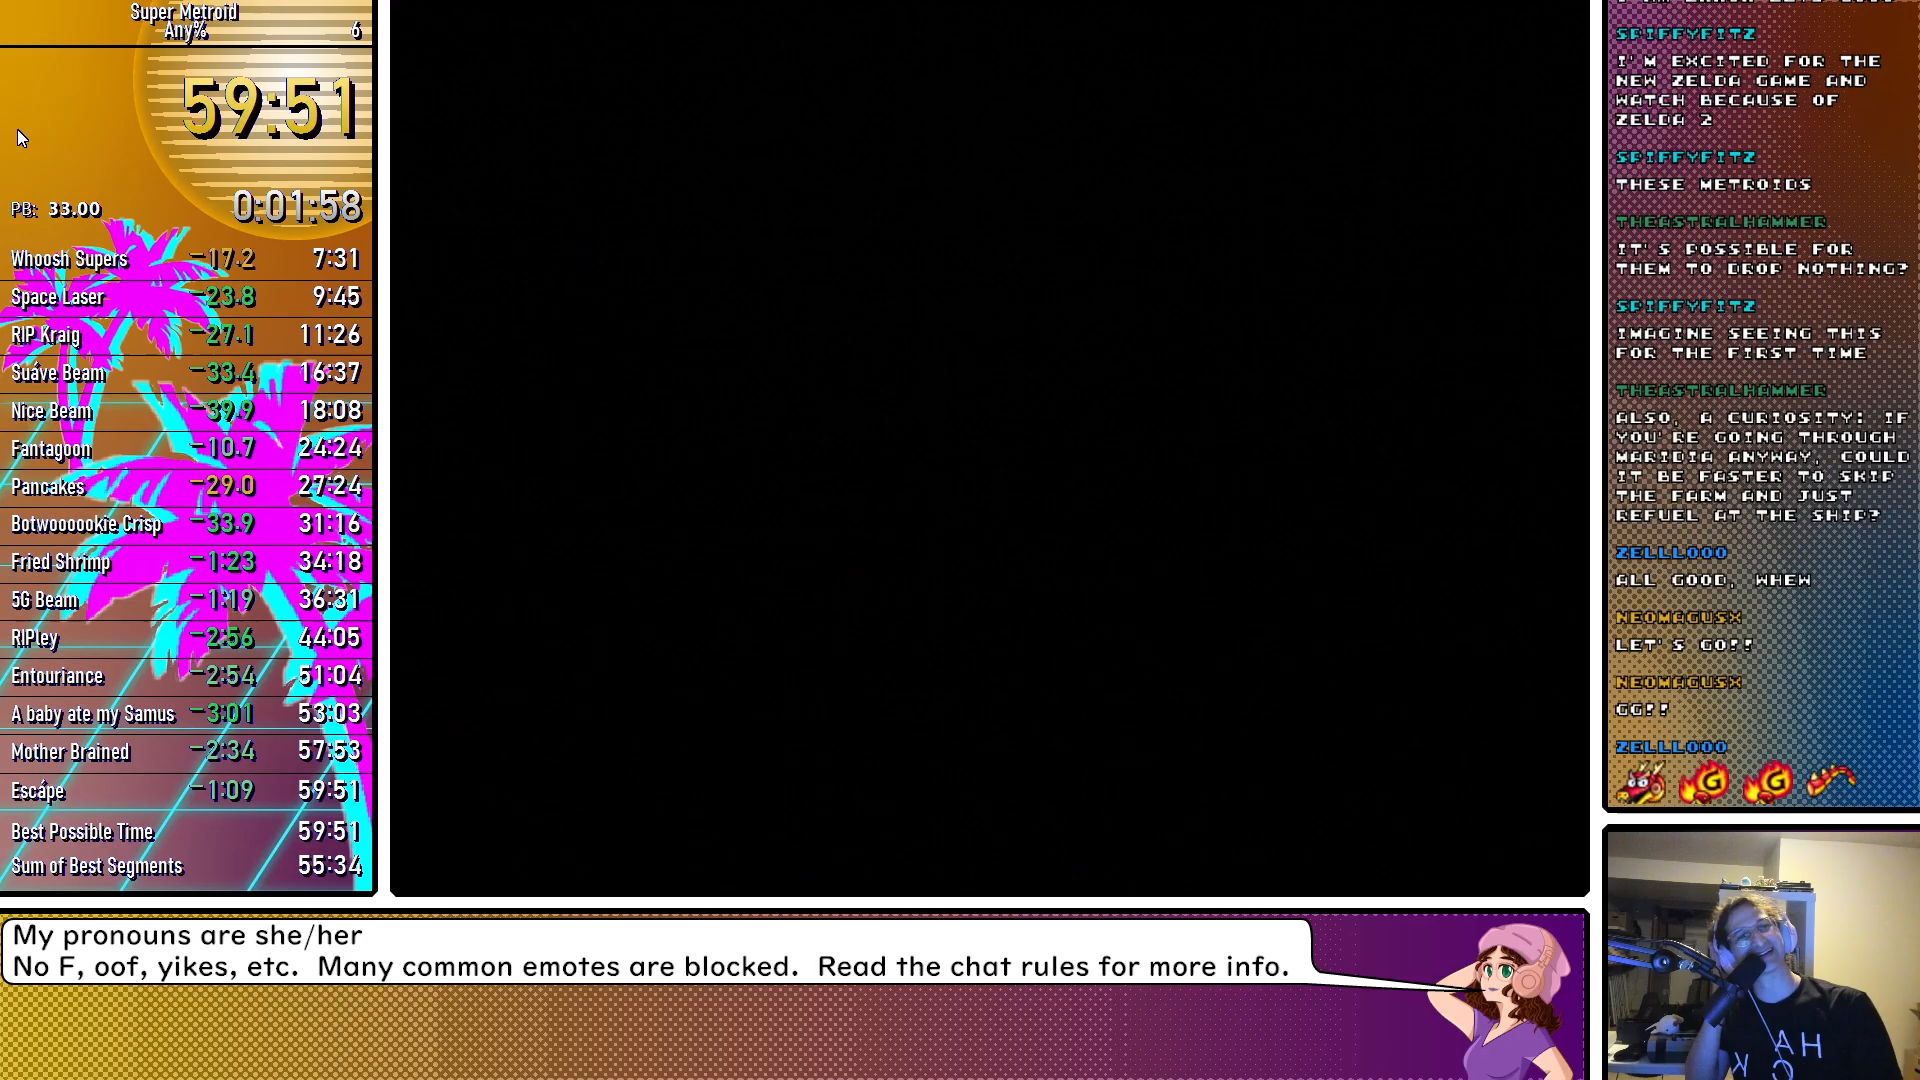 Super Metroid
Any% 6
59:51
PB: 33.00 0:01:58
Whoosh Supers -17.2 7:31
Space Laser -23.8 9:45
RIP Kraig -27.1 11:26
Suáve Beam -33.4 16:37
Nice Beam -39.9 18:08
Fantagoon -10.7 24:24
Pancakes -29.0 27:24
Botwoooookie Crisp -33.9 31:16
Fried Shrimp -1:23 34:18
5G Beam -1:19 36:31
RIPley -2:56 44:05
Entouriance -2:54 51:04
A baby ate my Samus -3:01 53:03
Mother Brained -2:34 57:53
Escápe -1:09 59:51
Best Possible Time 59:51
Sum of Best Segments 55:34
SPIFFYFITZ
I'M EXCITED FOR THE
NEW ZELDA GAME AND
WATCH BECAUSE OF
ZELDA 2
SPIFFYFITZ
THESE METROIDS
THEASTRALHAMMER
IT'S POSSIBLE FOR
THEM TO DROP NOTHING?
SPIFFYFITZ
IMAGINE SEEING THIS
FOR THE FIRST TIME
THEASTRALHAMMER
ALSO, A CURIOSITY: IF
YOU'RE GOING THROUGH
MARIDIA ANYWAY, COULD
IT BE FASTER TO SKIP
THE FARM AND JUST
REFUEL AT THE SHIP?
ZELLLOOO
ALL GOOD, WHEW
NEOMAGUSX
LET'S GO!!
NEOMAGUSX
GG!!
ZELLLOOO
G G
My pronouns are she/her
No F, oof, yikes, etc. Many common emotes are blocked. Read the chat rules for more info.